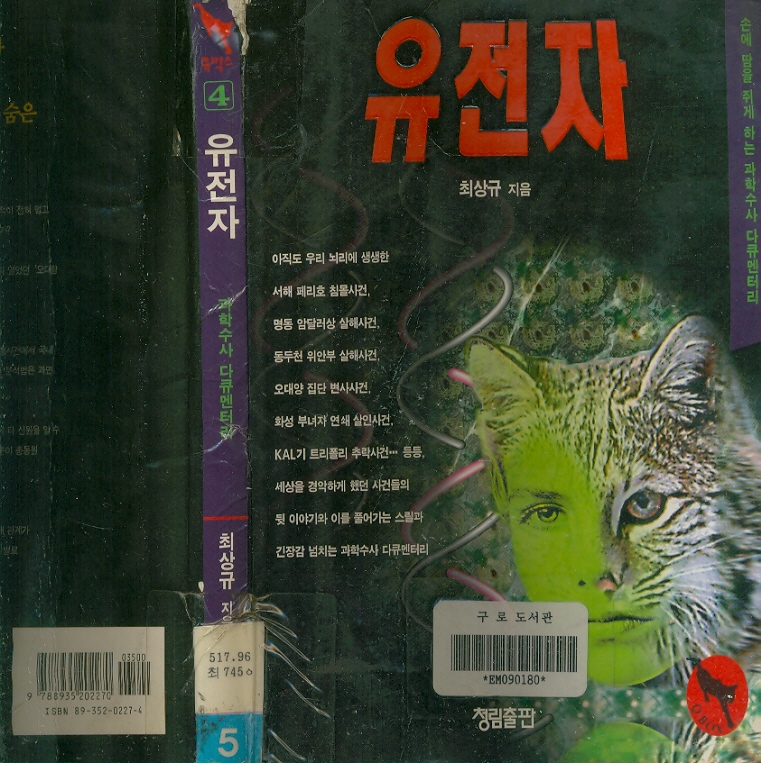 숨은
4
유전자
과학수사 다큐멘터리
최상규 지
517.96
최745ㅇ
5
03500
9 788935 202270
ISBN 89-352-0227-4
유전자
최상규 지음
손에 땀을 쥐게 하는 과학수사 다큐멘터리
아직도 우리 뇌리에 생생한
서해 페리호 침몰사건,
명동 암달러상 살해사건,
동두천 위안부 살해사건,
오대양 집단 변사사건,
화성 부녀자 연쇄 살인사건,
KAL기 트리폴리 추락사건… 등등,
세상을 경악하게 했던 사건들의
뒷 이야기와 이를 풀어가는 스릴과
긴장감 넘치는 과학수사 다큐멘터리
구로도서관
*EM090180*
청림출판